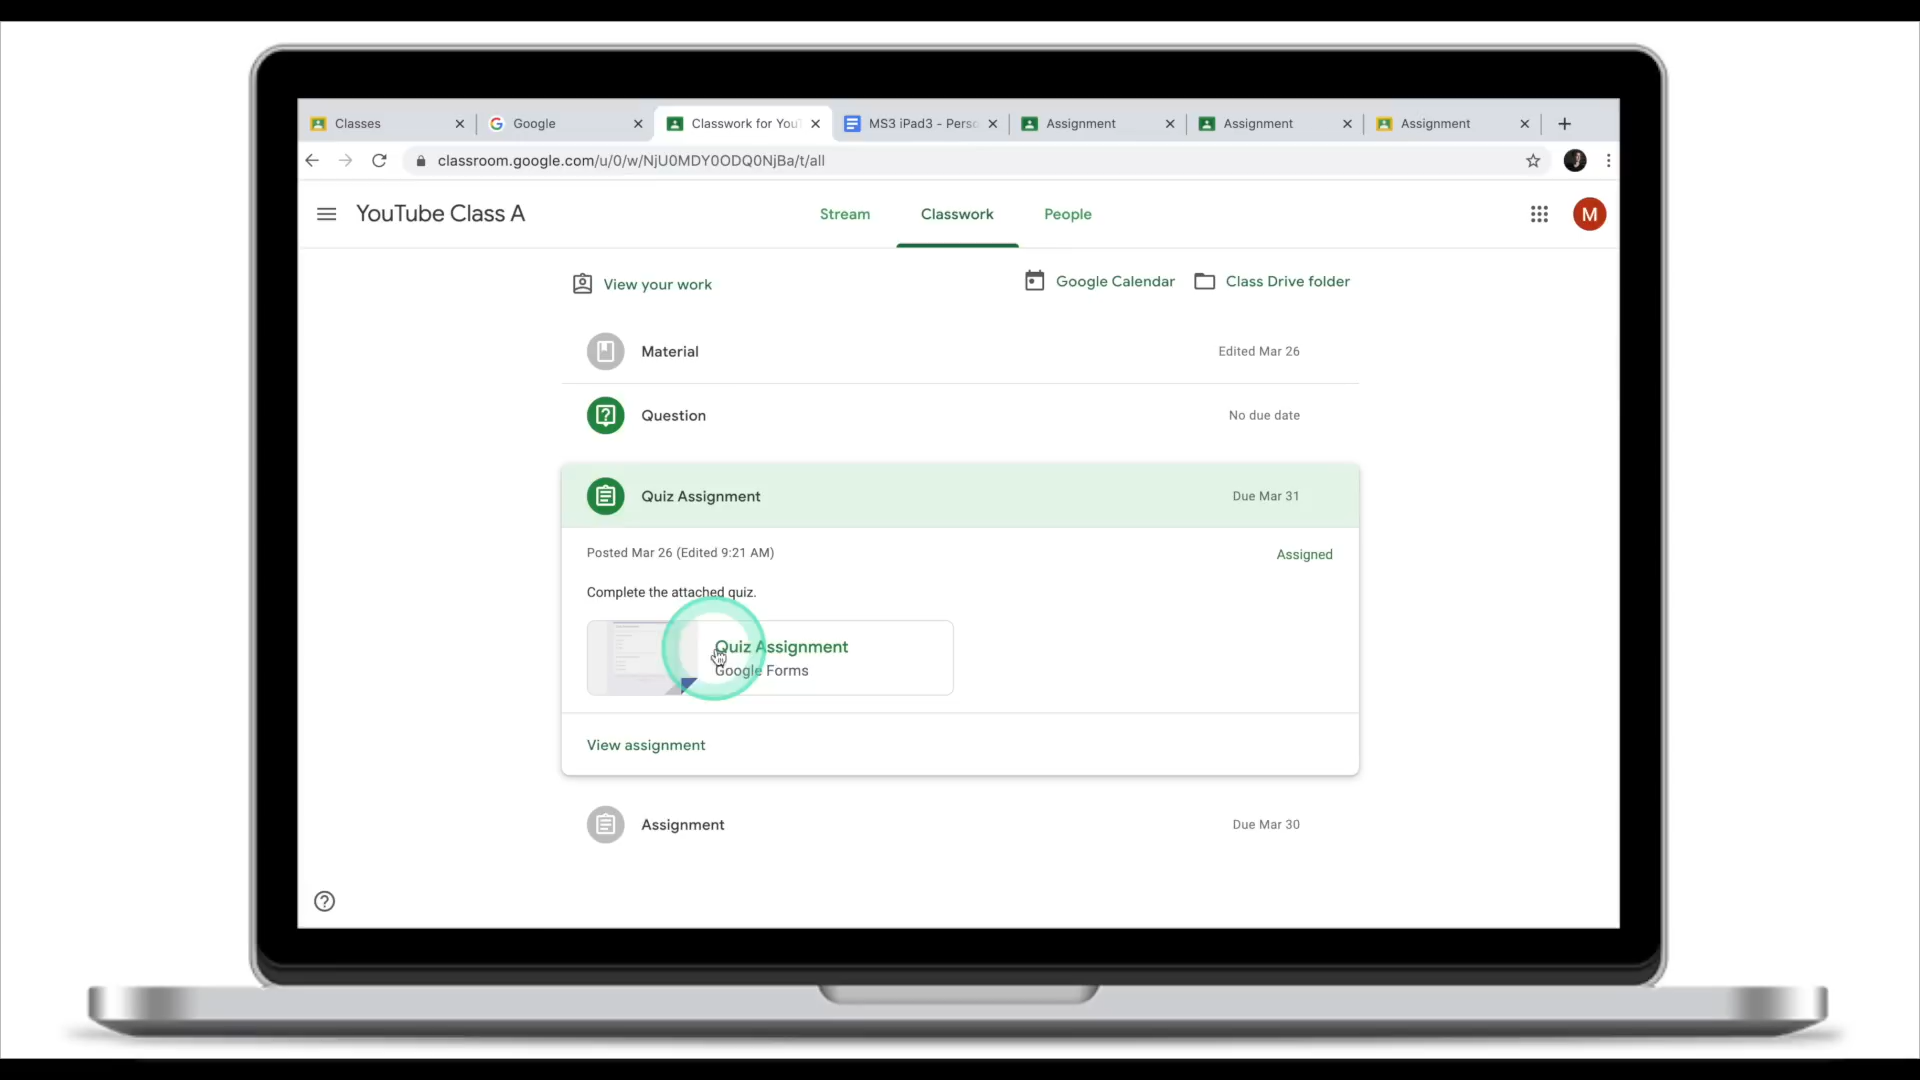 Classes
Google
Classwork for You
MS3 iPad3 - Pers
Assignment
Assignment
Assignment
classroom.google.com/u/0/w/NjU0MDY0ODQ0NjBa/t/all
YouTube Class A
Stream
Classwork
People
M
View your work
Google Calendar
Class Drive folder
Material
Edited Mar 26
Question
No due date
Quiz Assignment
Due Mar 31
Posted Mar 26 (Edited 9:21 AM)
Assigned
Complete the attached quiz.
Quiz Assignment
Google Forms
View assignment
Assignment
Due Mar 30